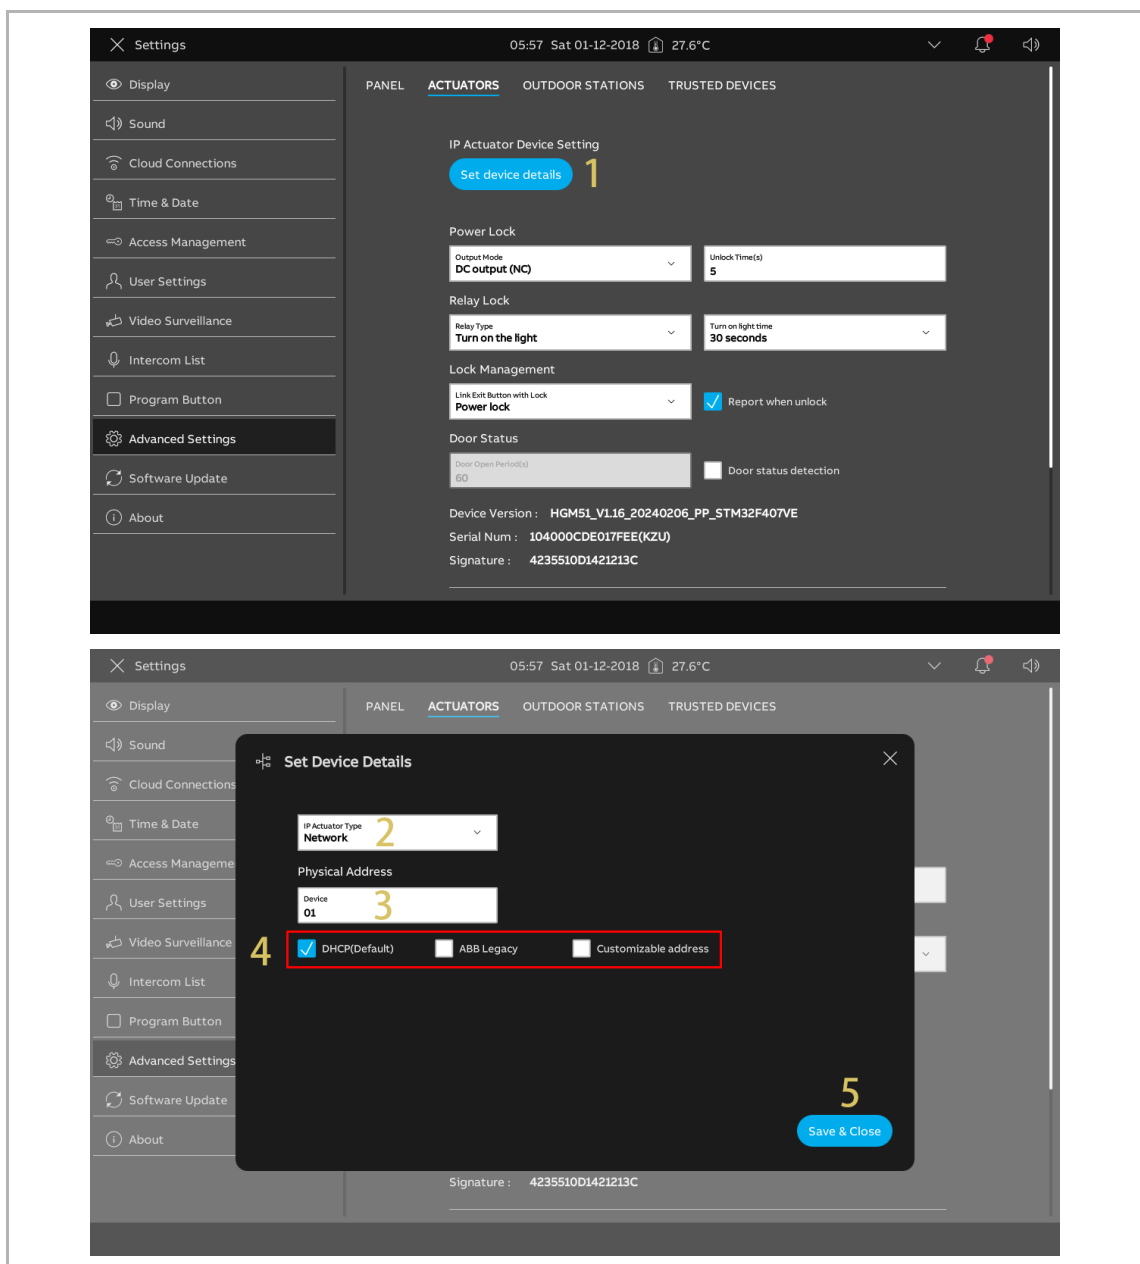 Settings 05:57 Sat 01-12-2018 27.6°C
Display
Sound
Cloud Connections
Time & Date
Access Management
User Settings
Video Surveillance
Intercom List
Program Button
Advanced Settings
Software Update
About
PANEL ACTUATORS OUTDOOR STATIONS TRUSTED DEVICES
IP Actuator Device Setting
Set device details 1
Power Lock
Output Mode
DC output (NC)
Unlock Time(s)
5
Relay Lock
Relay Type
Turn on the light
Turn on light time
30 seconds
Lock Management
Link Exit Button with Lock
Power lock
Report when unlock
Door Status
Door Open Period(s)
60
Door status detection
Device Version : HGM51_V1.16_20240206_PP_STM32F407VE
Serial Num : 104000CDE017FEE(KZU)
Signature : 4235510D1421213C
Settings 05:57 Sat 01-12-2018 27.6°C
Display
Sound
Cloud Connections
Time & Date
Access Manageme
User Settings
Video Surveillance
Intercom List
Program Button
Advanced Settings
Software Update
About
PANEL ACTUATORS OUTDOOR STATIONS TRUSTED DEVICES
Set Device Details
IP Actuator Type
Network
2
Physical Address
Device
01
3
4 DHCP(Default) ABB Legacy Customizable address
5
Save & Close
Signature : 4235510D1421213C